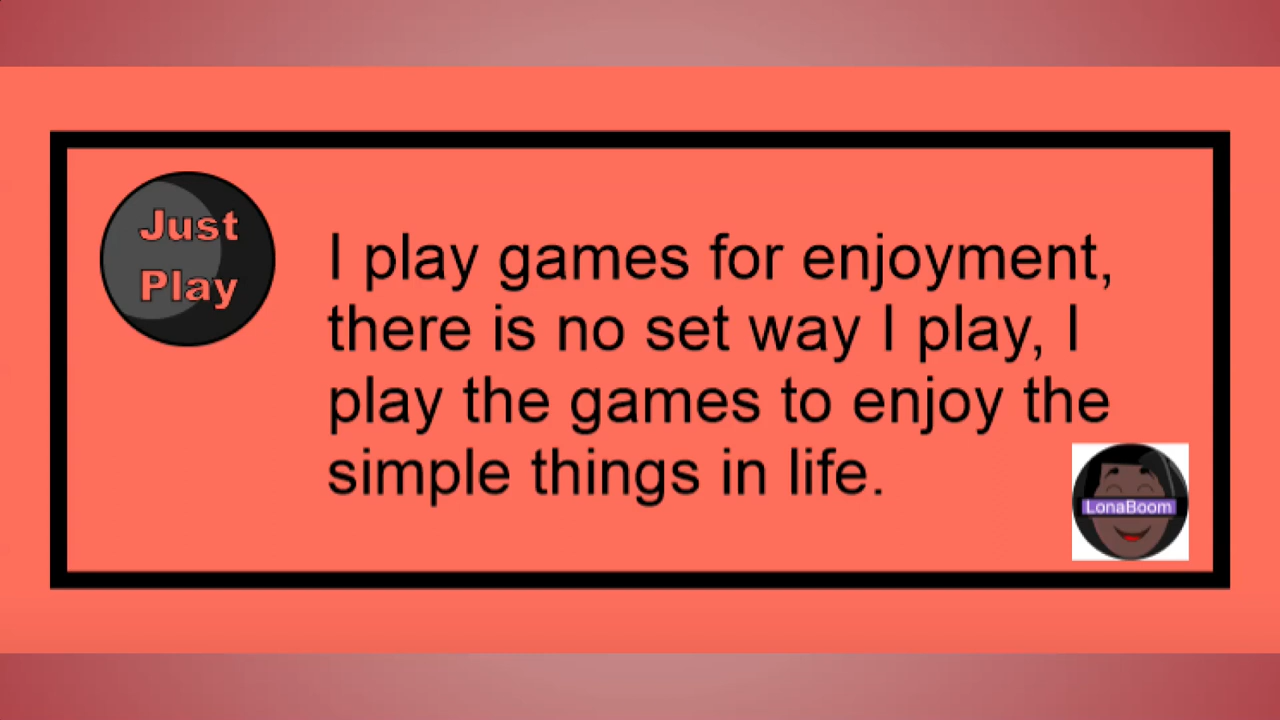 Just
Play
I play games for enjoyment,
there is no set way I play, I
play the games to enjoy the
simple things in life.
LonaBoom